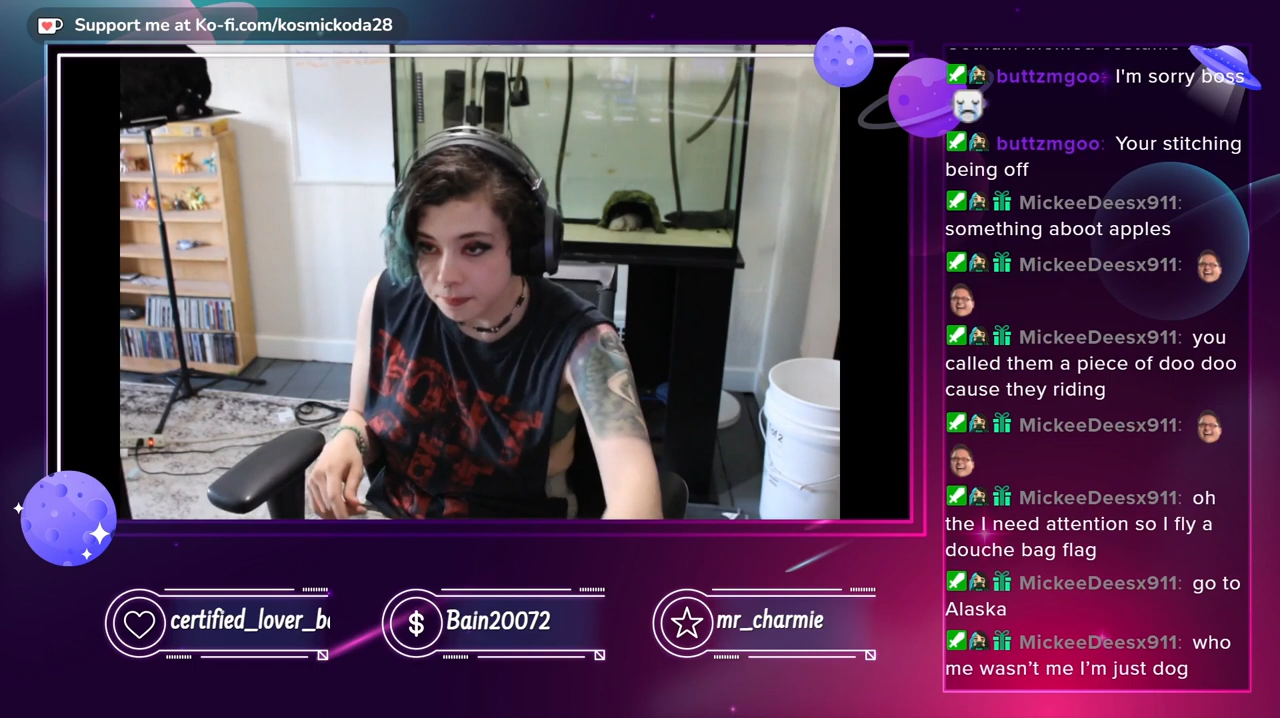 Support me at Ko-fi.com/kosmickoda28
buttzmgoo: I'm sorry boss
buttzmgoo: Your stitching
being off
MickeeDeesx911:
something aboot apples
MickeeDeesx911:
MickeeDeesx911: you
called them a piece of doo doo
cause they riding
MickeeDeesx911:
MickeeDeesx911: oh
the I need attention so I fly a
douche bag flag
MickeeDeesx911: go to
Alaska
MickeeDeesx911: who
me wasn't me I'm just dog
certified_lover_b
Bain20072
mr_charmie